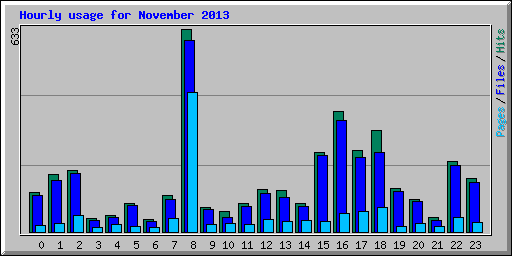 Hourly usage for November 2013
633
Pages / Files / Hits
0 1 2 3 4 5 6 7 8 9 10 11 12 13 14 15 16 17 18 19 20 21 22 23